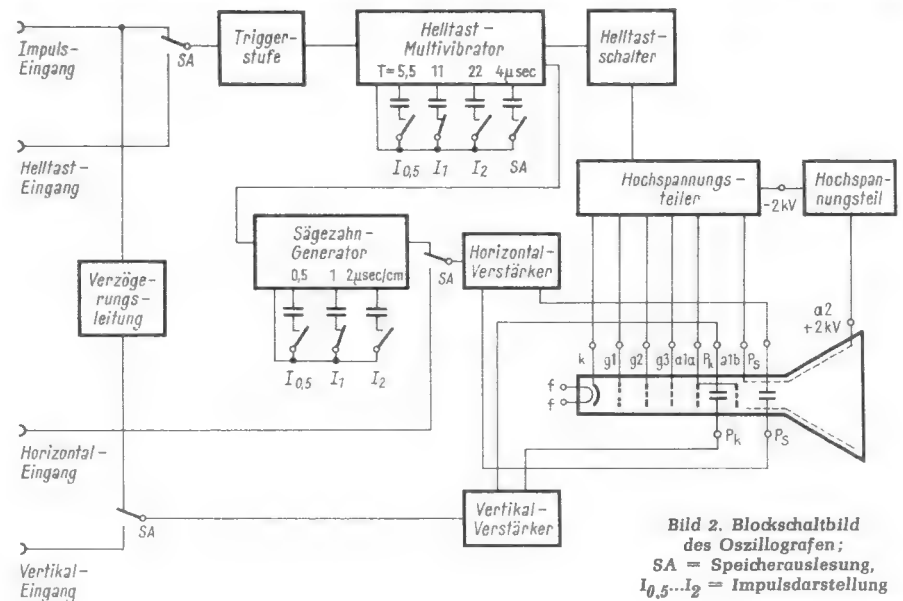 Impuls-
Eingang
SA
Trigger-
stufe
Helltast-
Multivibrator
T=5,5 11 22 4µsec
I0,5 I1 I2 SA
Helltast-
schalter
Helltast-
Eingang
Hochspannungs-
teiler
-2kV
Hochspan-
nungsteil
Sägezahn-
Generator
0,5 1 2µsec/cm
I0,5 I1 I2
SA
Horizontal-
Verstärker
Verzöge-
rungs-
leitung
a2
+2kV
k g1 g2 g3 a1a Pk a1b Ps
f
f
Pk Ps
Horizontal-
Eingang
SA
Vertikal-
Verstärker
Vertikal-
Eingang
Bild 2. Blockschaltbild
des Oszillografen;
SA = Speicherauslesung,
I0,5...I2 = Impulsdarstellung